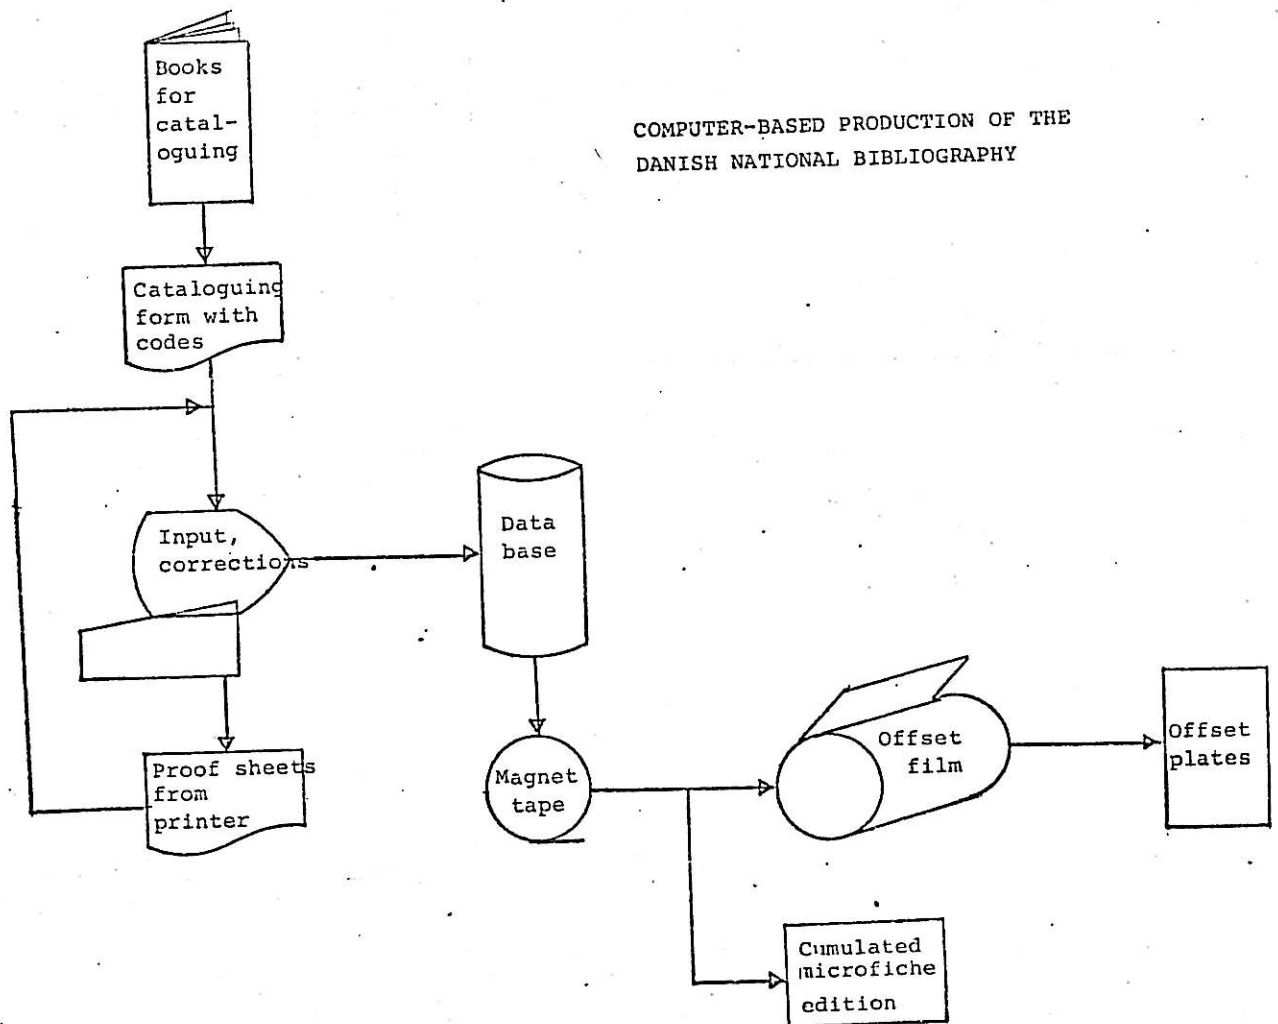 Books
for
catal-
oguing
COMPUTER-BASED PRODUCTION OF THE
DANISH NATIONAL BIBLIOGRAPHY
Cataloguing
form with
codes
Input,
corrections
Data
base
Proof sheets
from
printer
Magnet
tape
Offset
film
Offset
plates
Cumulated
microfiche
edition